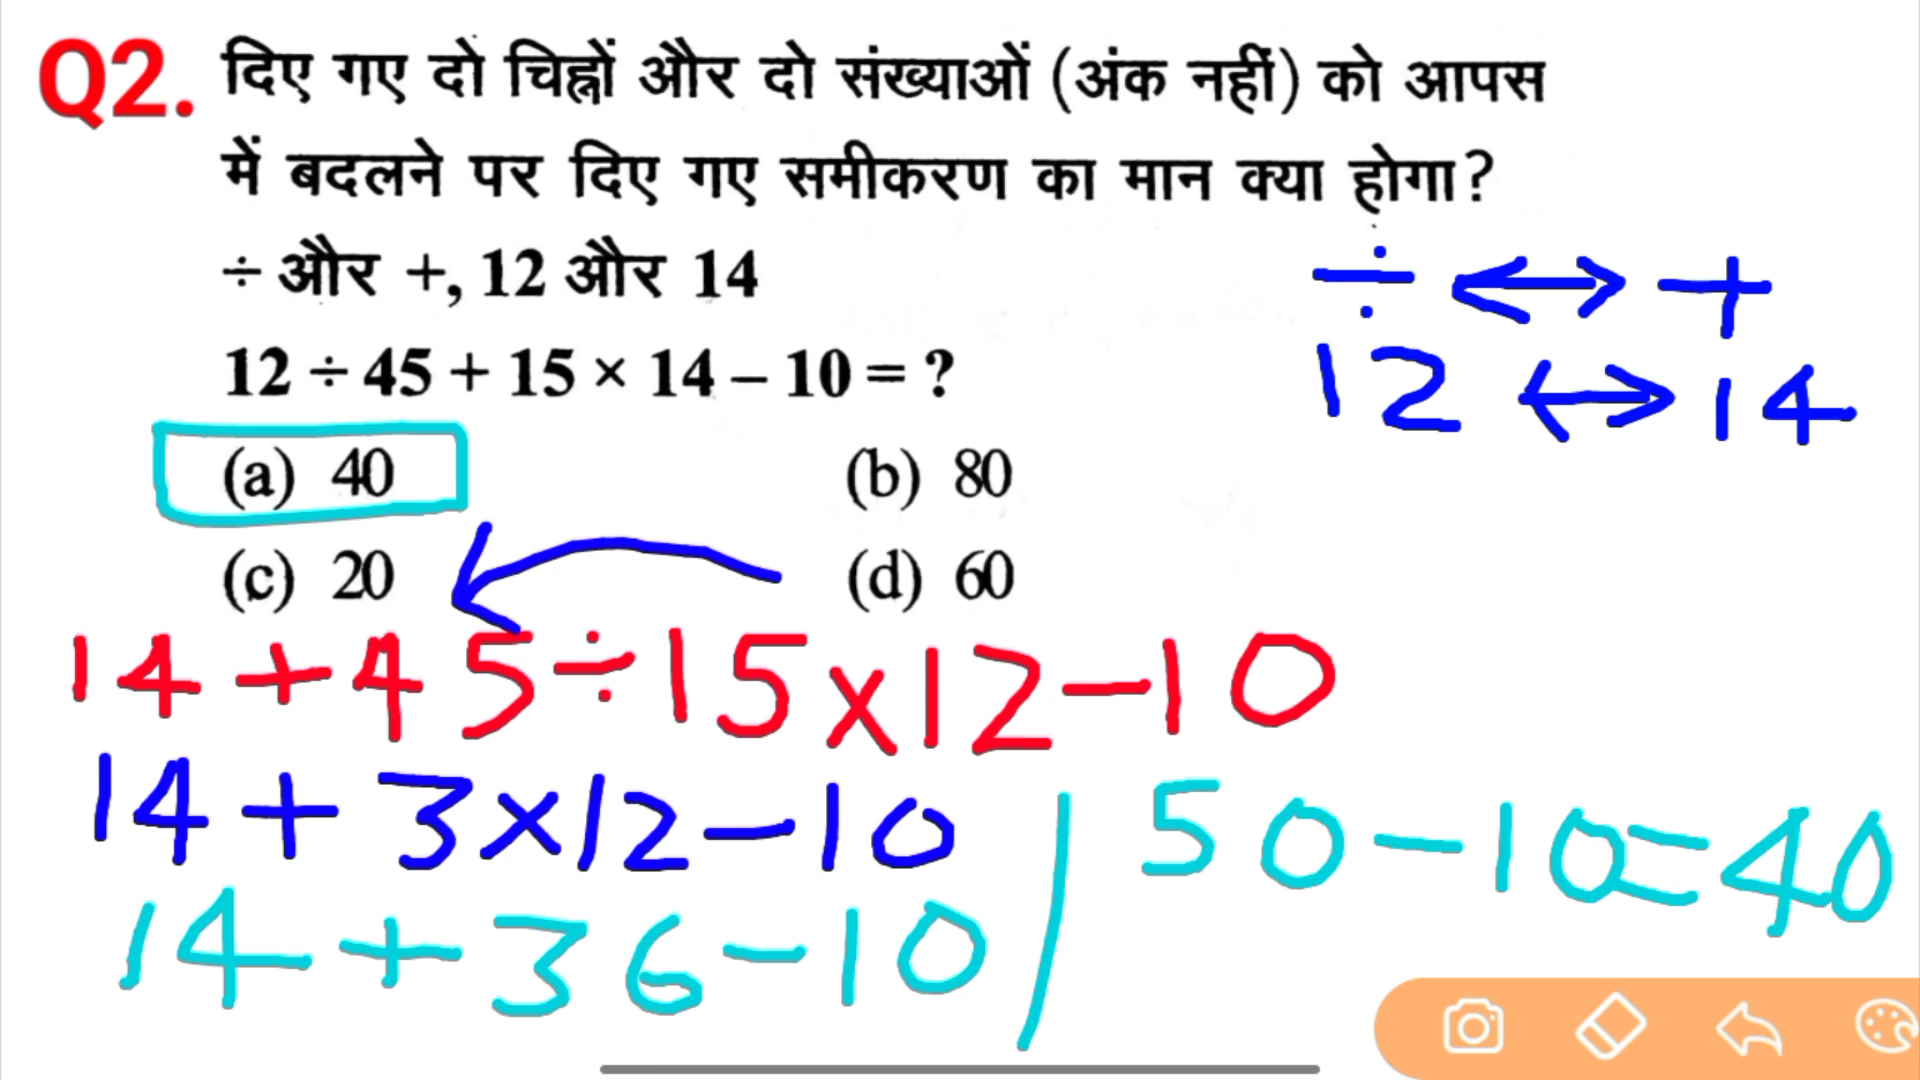 Q2. दिए गए दो चिह्नों और दो संख्याओं (अंक नहीं) को आपस
में बदलने पर दिए गए समीकरण का मान क्या होगा?
÷ और +, 12 और 14
12 ÷ 45 + 15 × 14 – 10 = ?
(a) 40 (b) 80
(c) 20 (d) 60
÷ ↔ +
12 ↔ 14
14 + 45 ÷ 15 × 12 – 10
14 + 3 × 12 – 10
14 + 36 – 10
50 – 10 = 40